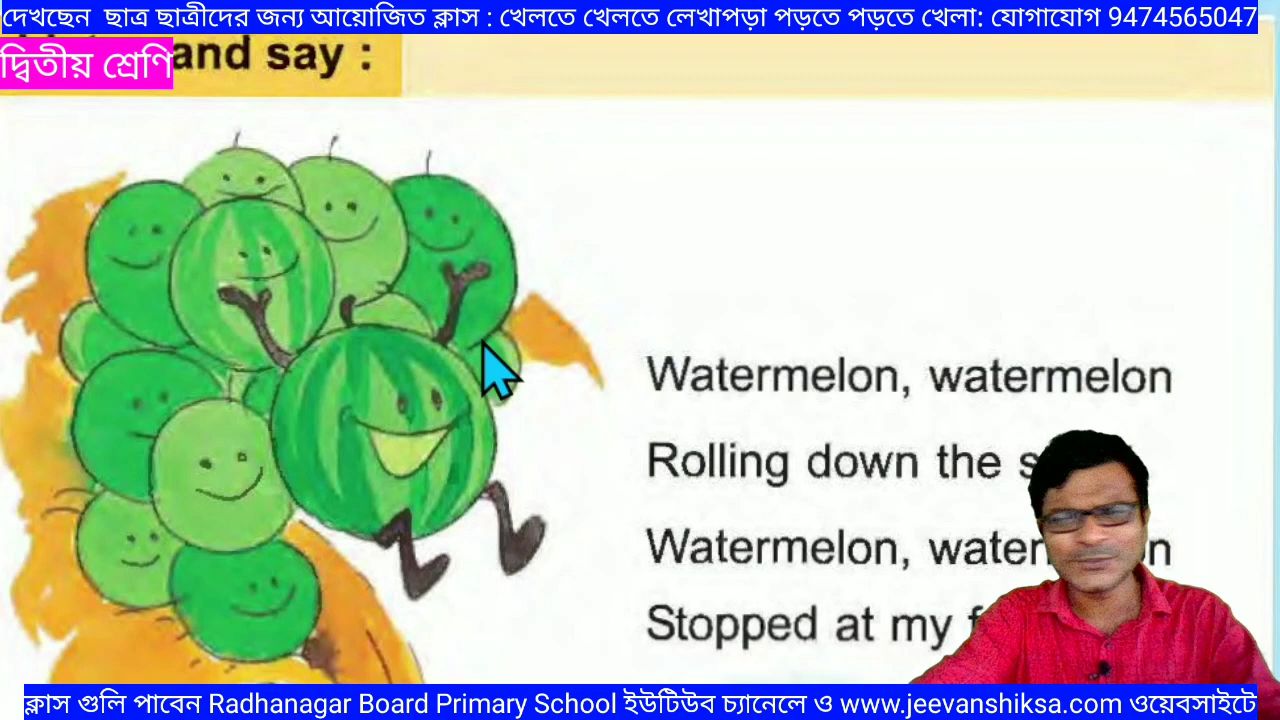 দেখছেন ছাত্র ছাত্রীদের জন্য আয়োজিত ক্লাস : খেলতে খেলতে লেখাপড়া পড়তে পড়তে খেলা: যোগাযোগ 9474565047
দ্বিতীয় শ্রেণি and say :
Watermelon, watermelon
Rolling down the
Watermelon,
Stopped at my
ক্লাস গুলি পাবেন Radhanagar Board Primary School ইউটিউব চ্যানেলে ও www.jeevanshiksa.com ওয়েবসাইটে